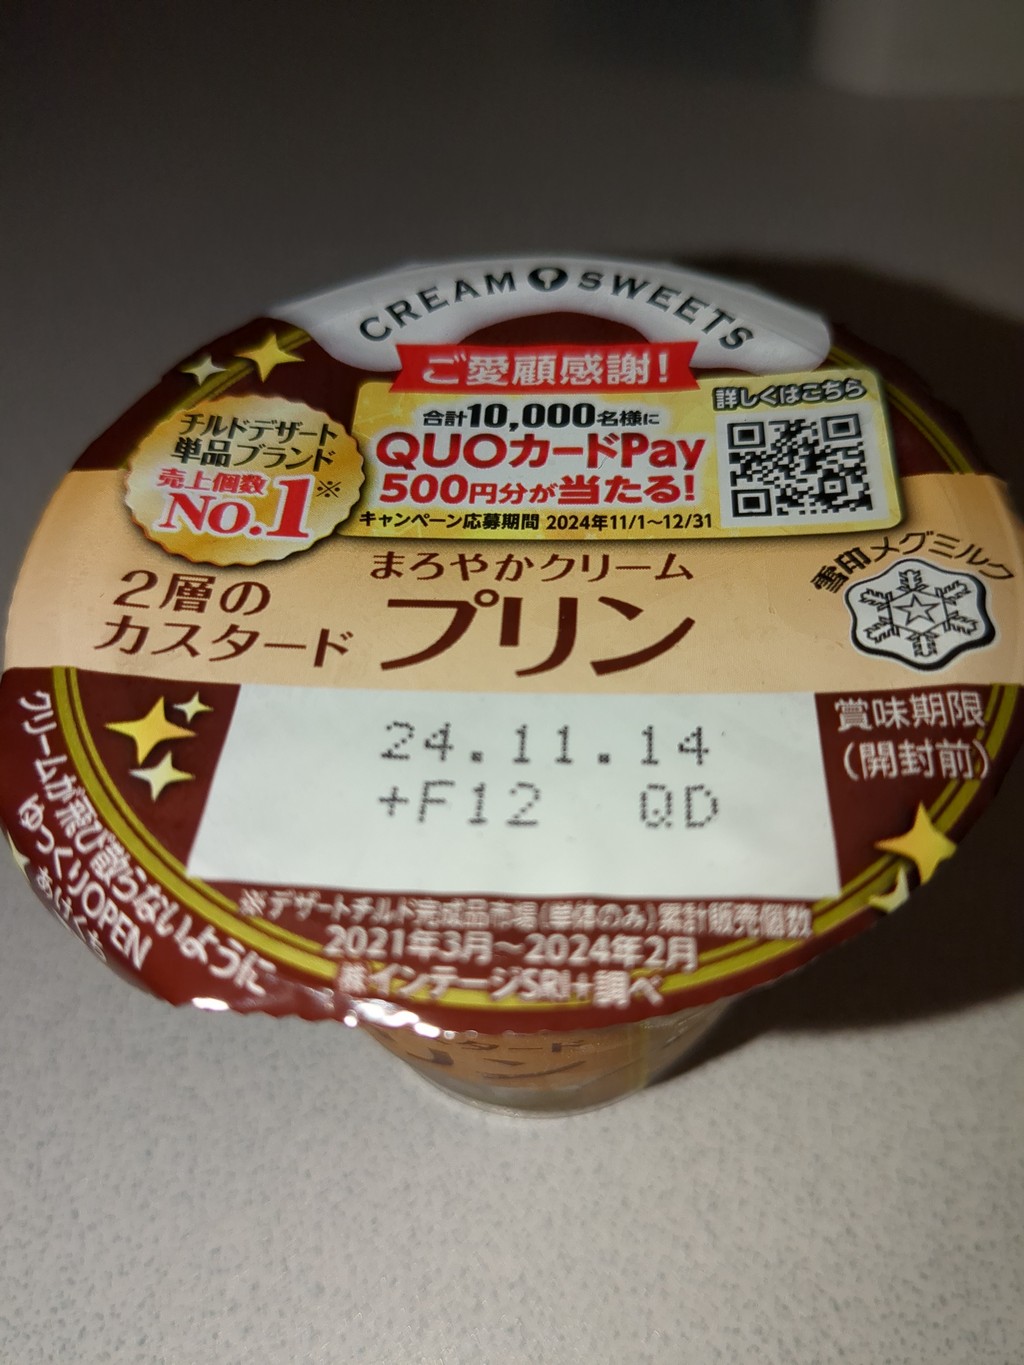 CREAM SWEETS
ご愛顧感謝!
詳しくはこちら
合計10,000名様に
QUOカードPay
500円分が当たる!
キャンペーン応募期間 2024年11/1～12/31
チルドデザート
単品ブランド
売上個数
No.1※
雪印メグミルク
まろやかクリーム
2層の
カスタード
プリン
賞味期限
(開封前)
24.11.14
+F12 QD
クリームが飛び散らないように
ゆっくりOPEN
あけくち
※デザートチルド完成品市場(単体のみ)累計販売個数
2021年3月～2024年2月
※インテージSRI+調べ